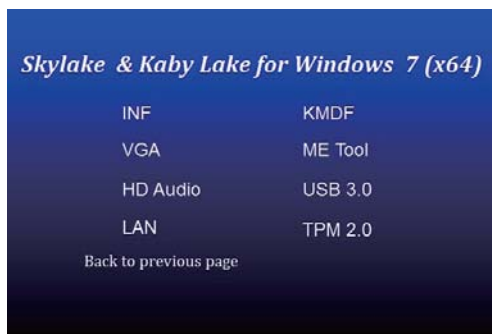 Skylake & Kaby Lake for Windows 7 (x64)
INF KMDF
VGA ME Tool
HD Audio USB 3.0
LAN TPM 2.0
Back to previous page